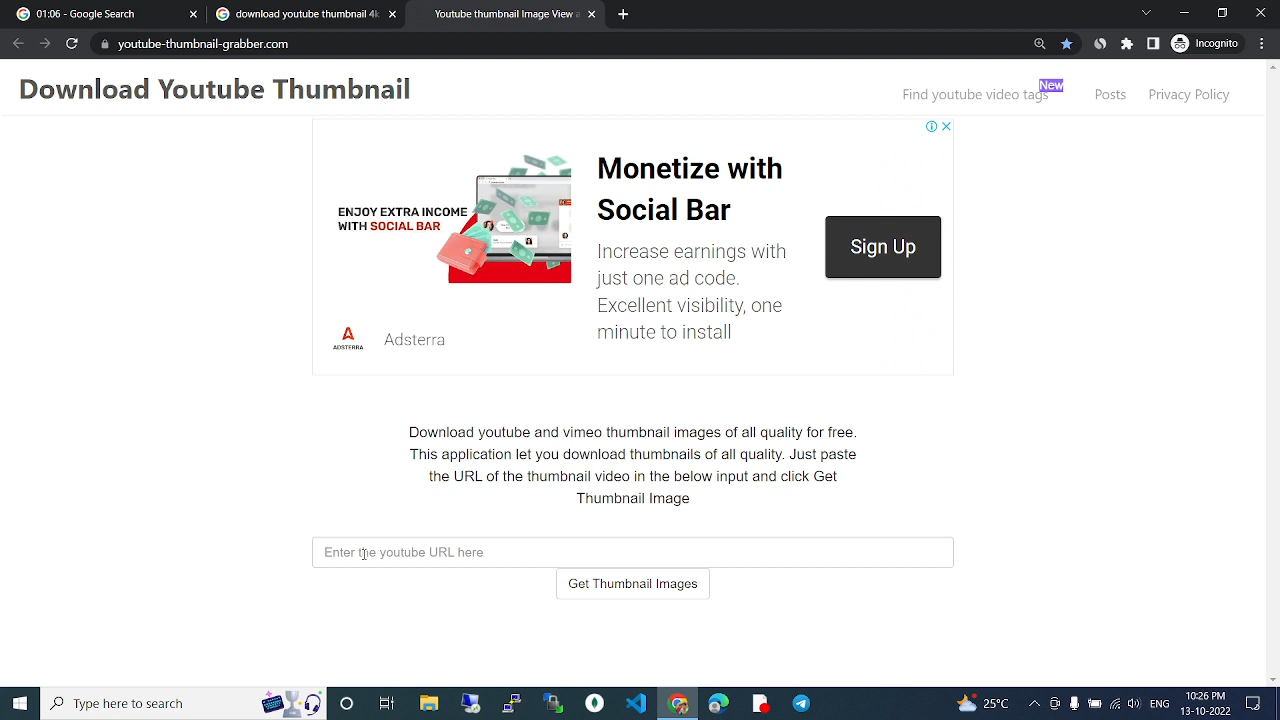 01:06 - Google Search
download youtube thumbnail 4k
Youtube thumbnail Image View a
youtube-thumbnail-grabber.com
Incognito
Download Youtube Thumbnail
Find youtube video tags
New
Posts
Privacy Policy
ENJOY EXTRA INCOME
WITH SOCIAL BAR
Monetize with
Social Bar
Increase earnings with
just one ad code.
Excellent visibility, one
minute to install
Sign Up
ADSTERRA
Adsterra
Download youtube and vimeo thumbnail images of all quality for free.
This application let you download thumbnails of all quality. Just paste
the URL of the thumbnail video in the below input and click Get
Thumbnail Image
Enter the youtube URL here
Get Thumbnail Images
Type here to search
25°C
ENG
10:26 PM
13-10-2022